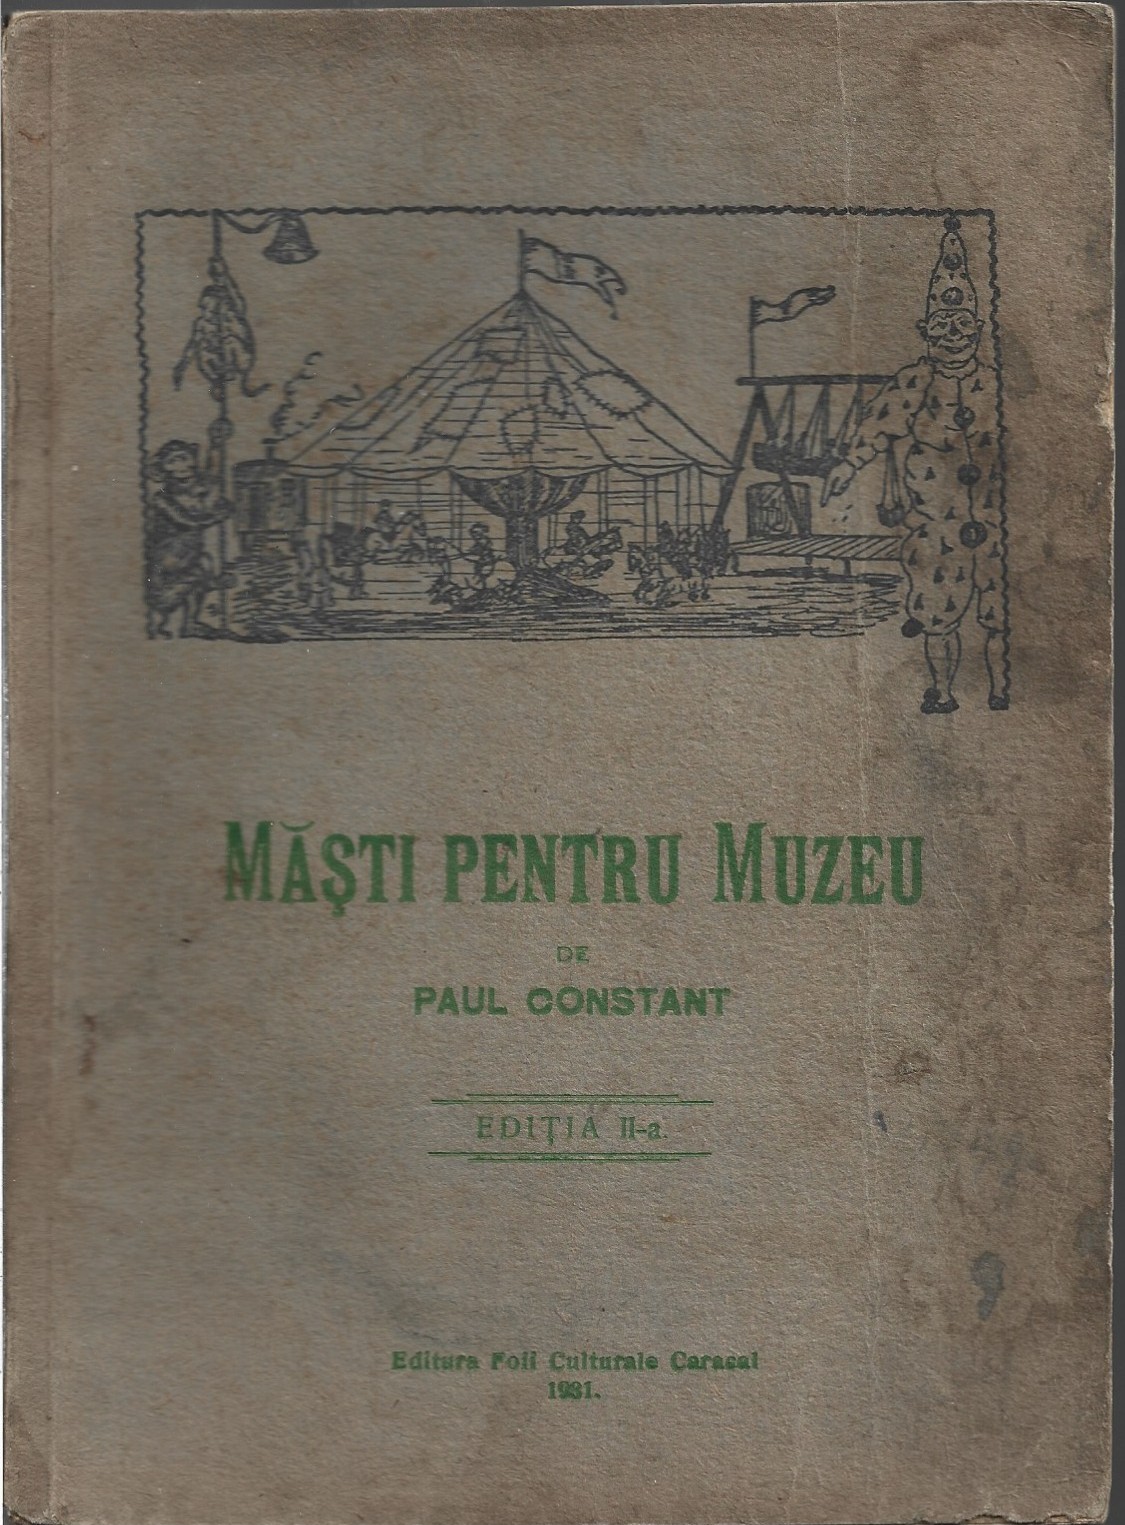 MĂŞTI PENTRU MUZEU
DE
PAUL CONSTANT
EDIŢIA II-a.
Editura Foii Culturale Caracal
1931.